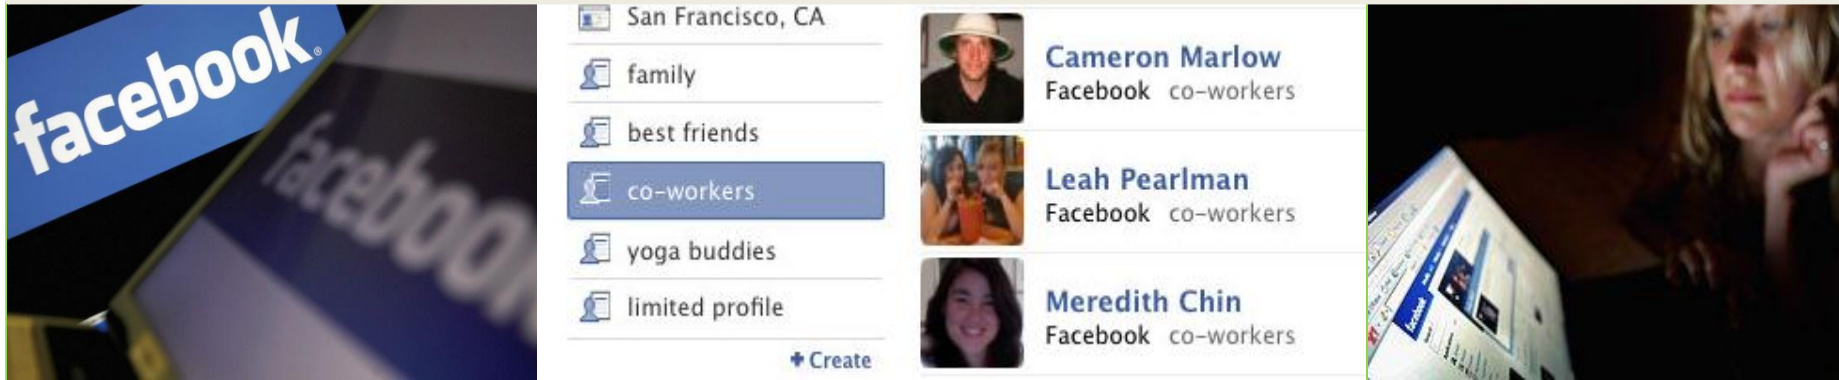 facebook®
facebook
San Francisco, CA
family
best friends
co-workers
yoga buddies
limited profile
+ Create
Cameron Marlow
Facebook co-workers
Leah Pearlman
Facebook co-workers
Meredith Chin
Facebook co-workers
facebook